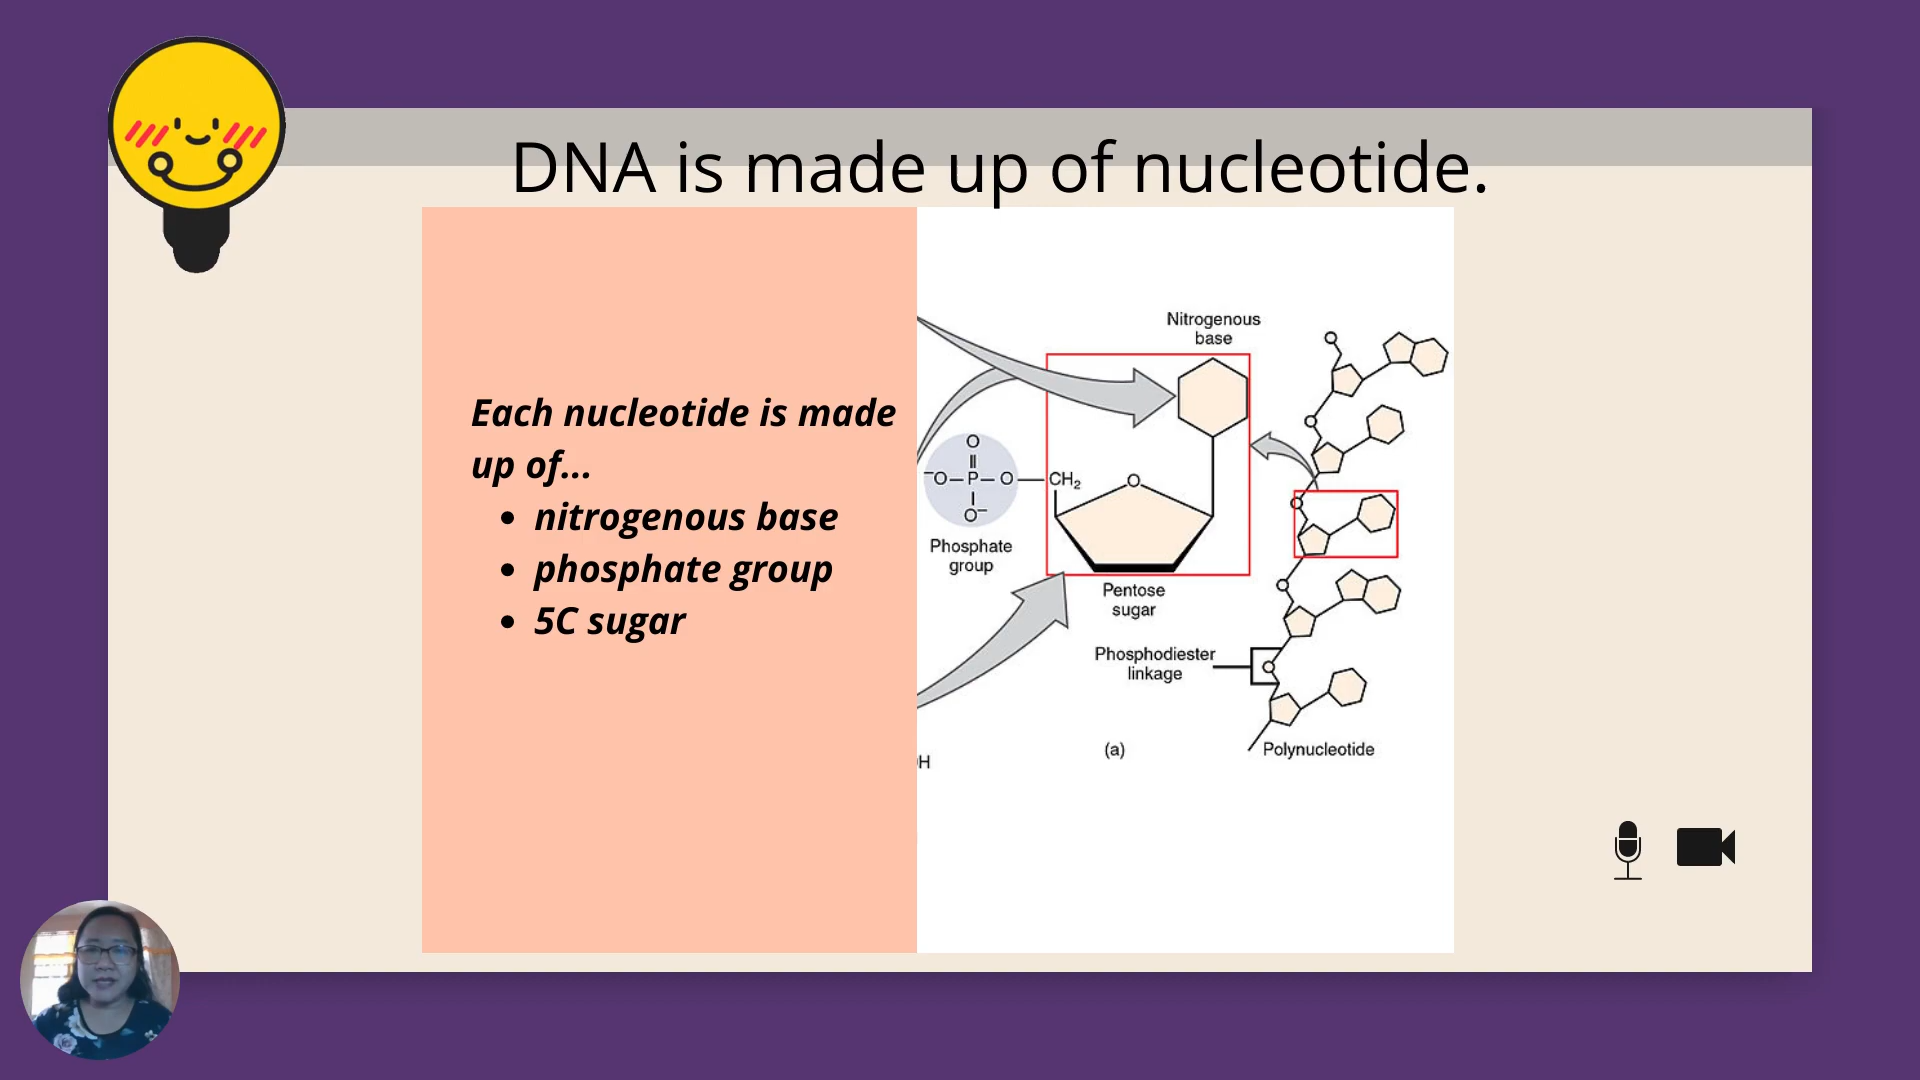 DNA is made up of nucleotide.
Each nucleotide is made
up of...
• nitrogenous base
• phosphate group
• 5C sugar
Nitrogenous
base
O
⁻O–P–O
CH₂
O
O⁻
Phosphate
group
Pentose
sugar
Phosphodiester
linkage
(a)
Polynucleotide
H